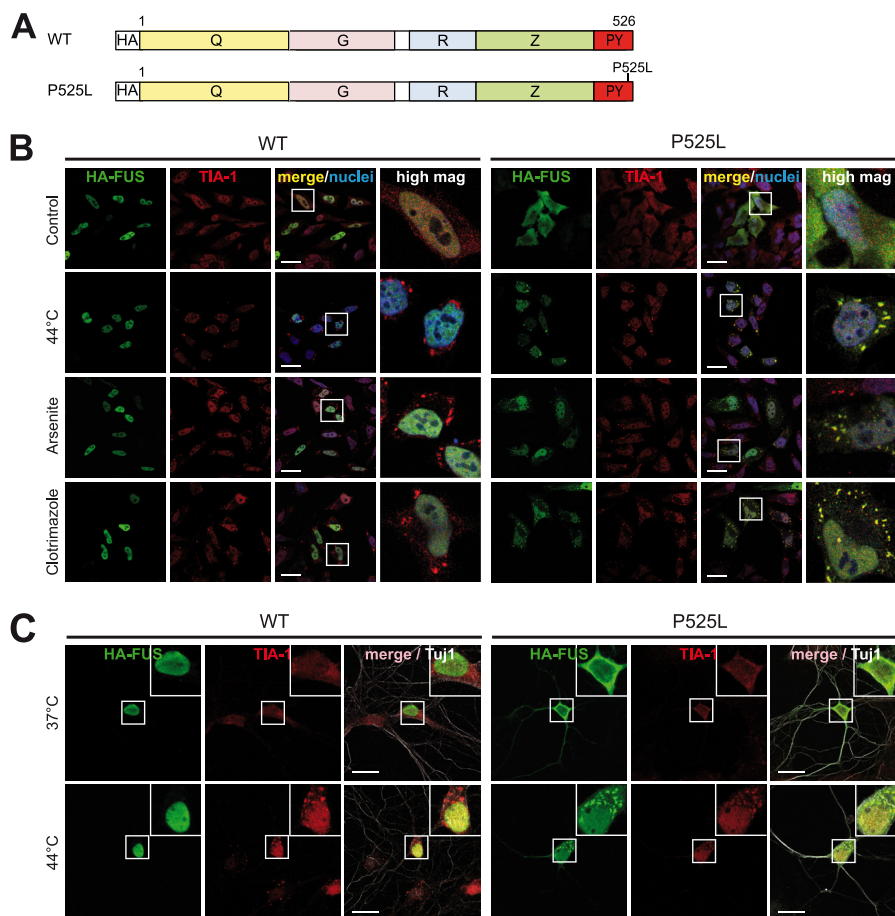 A
1
526
WT
HA Q G R Z PY
1
P525L
P525L
HA Q G R Z PY
B
WT
P525L
HA-FUS TIA-1 merge/nuclei high mag HA-FUS TIA-1 merge/nuclei high mag
Control
44°C
Arsenite
Clotrimazole
C
WT
P525L
HA-FUS TIA-1 merge / Tuj1 HA-FUS TIA-1 merge / Tuj1
37°C
44°C